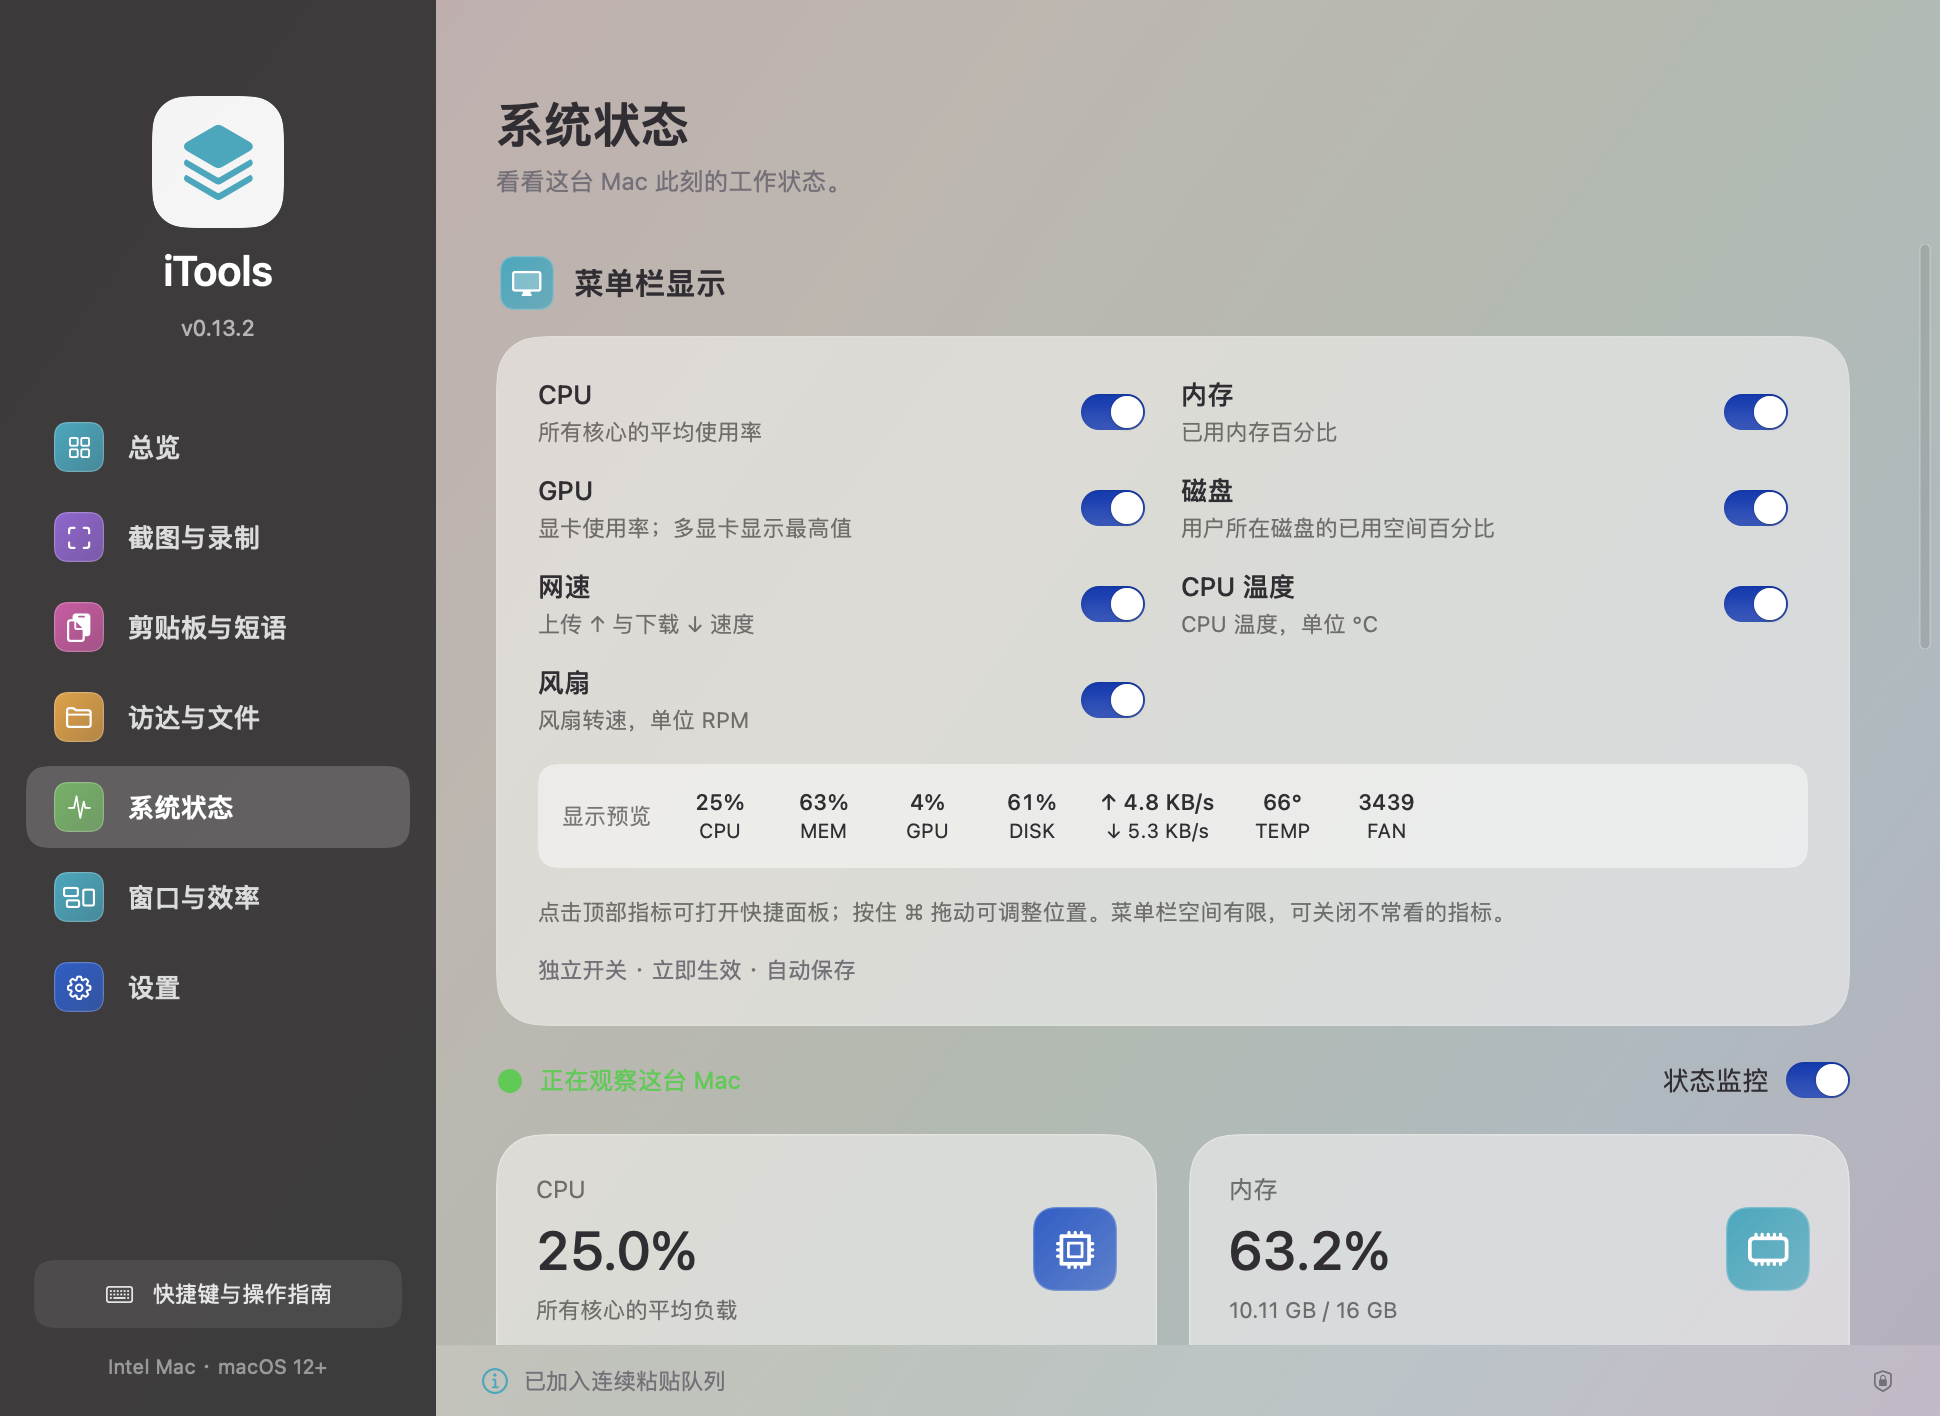 iTools
v0.13.2
总览
截图与录制
剪贴板与短语
访达与文件
系统状态
窗口与效率
设置
快捷键与操作指南
Intel Mac · macOS 12+
系统状态
看看这台 Mac 此刻的工作状态。
菜单栏显示
CPU
所有核心的平均使用率
内存
已用内存百分比
GPU
显卡使用率；多显卡显示最高值
磁盘
用户所在磁盘的已用空间百分比
网速
上传 ↑ 与下载 ↓ 速度
CPU 温度
CPU 温度，单位 °C
风扇
风扇转速，单位 RPM
显示预览
25%
CPU
63%
MEM
4%
GPU
61%
DISK
↑ 4.8 KB/s
↓ 5.3 KB/s
66°
TEMP
3439
FAN
点击顶部指标可打开快捷面板；按住 ⌘ 拖动可调整位置。菜单栏空间有限，可关闭不常看的指标。
独立开关 · 立即生效 · 自动保存
正在观察这台 Mac
状态监控
CPU
25.0%
所有核心的平均负载
内存
63.2%
10.11 GB / 16 GB
已加入连续粘贴队列